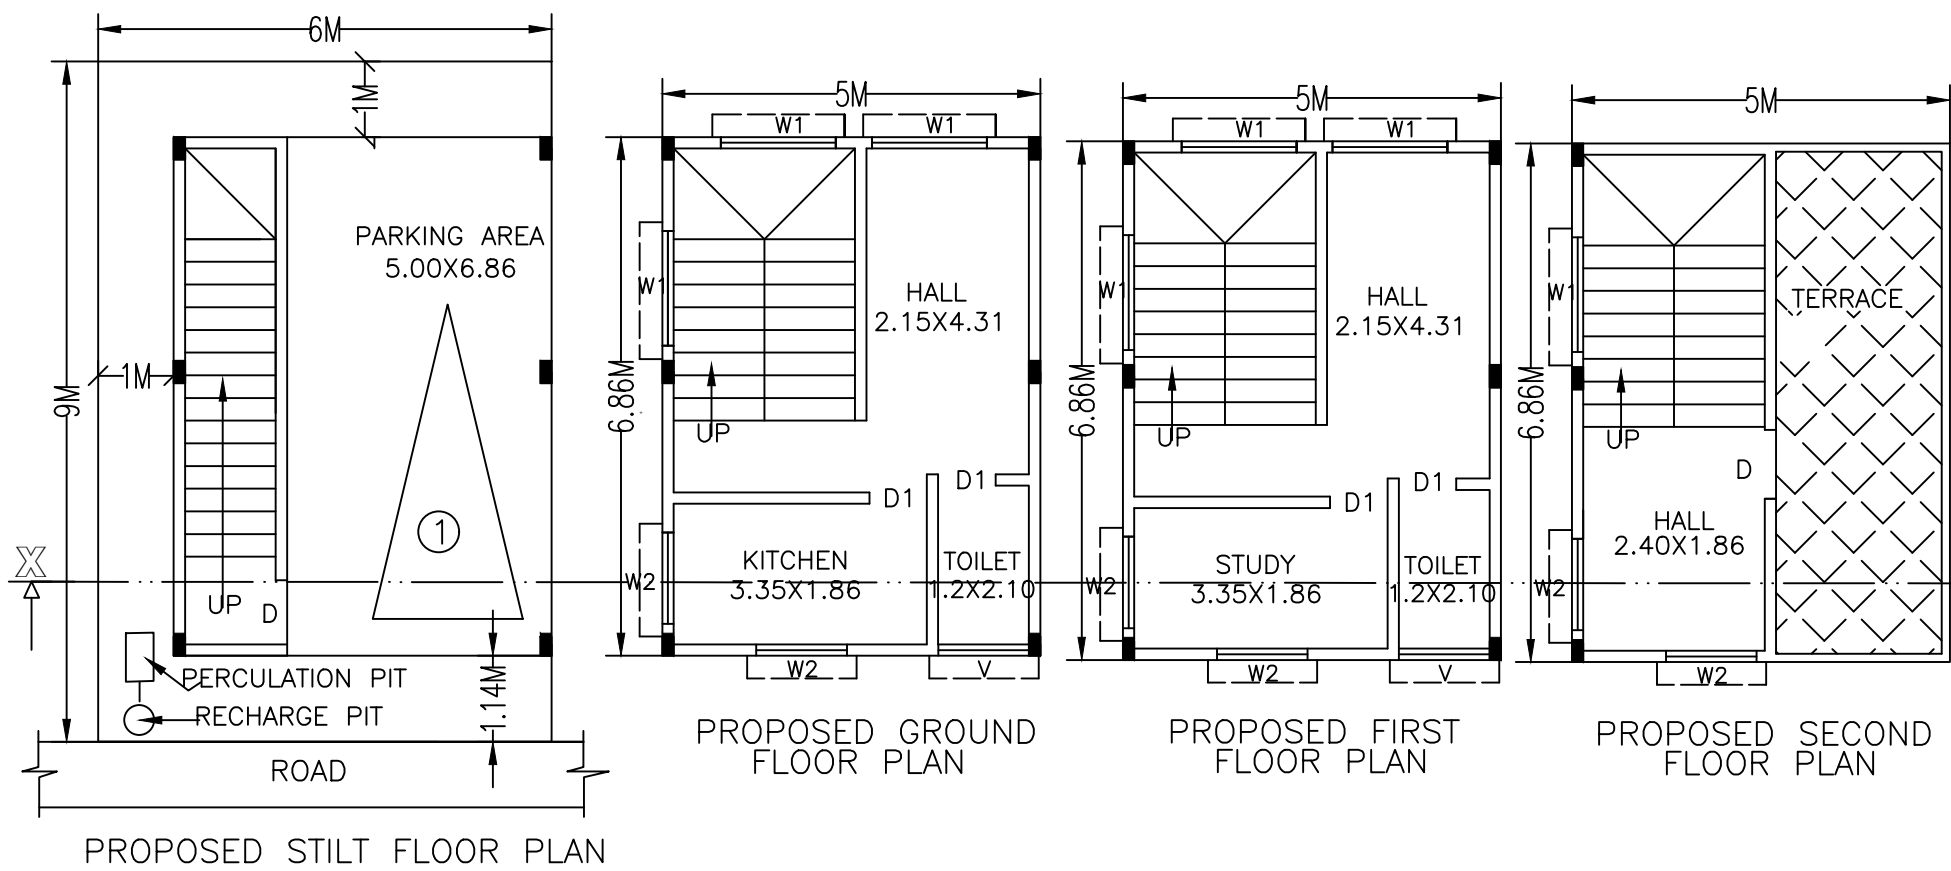 6M
1M
PARKING AREA
5.00X6.86
1M
9M
1
X
UP
D
PERCULATION PIT
RECHARGE PIT
1.14M
ROAD
PROPOSED STILT FLOOR PLAN
5M
W1
W1
W1
HALL
2.15X4.31
6.86M
UP
D1
D1
KITCHEN
3.35X1.86
TOILET
1.2X2.10
W2
W2
V
PROPOSED GROUND
FLOOR PLAN
5M
W1
W1
W1
HALL
2.15X4.31
6.86M
UP
D1
D1
STUDY
3.35X1.86
TOILET
1.2X2.10
W2
W2
V
PROPOSED FIRST
FLOOR PLAN
5M
W1
TERRACE
6.86M
UP
D
HALL
2.40X1.86
W2
W2
PROPOSED SECOND
FLOOR PLAN